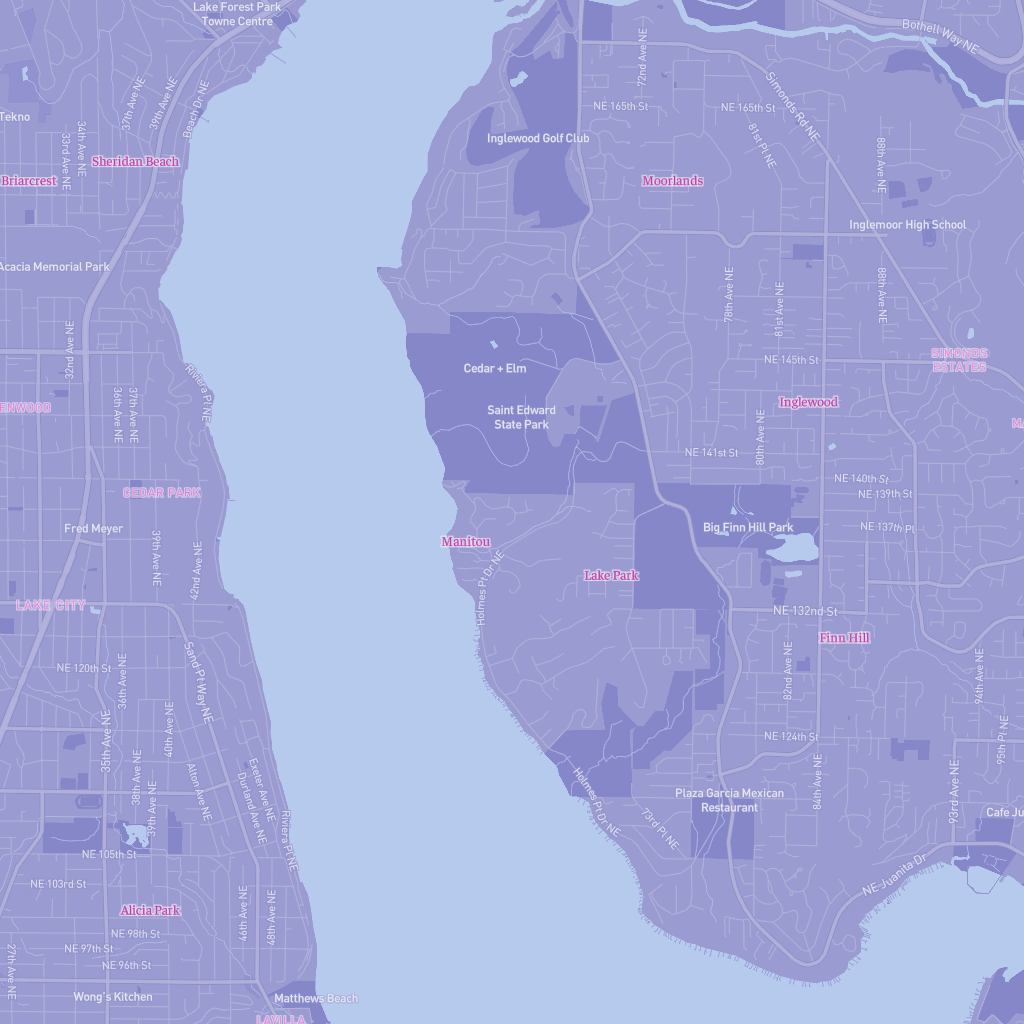 Lake Forest Park
Towne Centre
Bothell Way NE
72nd Ave NE
Simonds Rd NE
37th Ave NE
39th Ave NE
Beach Dr NE
NE 165th St
NE 165th St
Tekno
34th Ave NE
33rd Ave NE
81st Pl NE
Inglewood Golf Club
88th Ave NE
Sheridan Beach
Briarcrest
Moorlands
Inglemoor High School
Acacia Memorial Park
78th Ave NE
81st Ave NE
88th Ave NE
32nd Ave NE
SIMONDS
ESTATES
NE 145th St
Cedar + Elm
Riviera Pl NE
Inglewood
ENWOOD
36th Ave NE
37th Ave NE
Saint Edward
State Park
80th Ave NE
NE 141st St
NE 140th St
NE 139th St
CEDAR PARK
Fred Meyer
Big Finn Hill Park
NE 137th Pl
Manitou
39th Ave NE
42nd Ave NE
Holmes Pt Dr NE
Lake Park
LAKE CITY
NE 132nd St
Finn Hill
NE 120th St
36th Ave NE
Sand Pt Way NE
82nd Ave NE
94th Ave NE
35th Ave NE
40th Ave NE
NE 124th St
95th Pl NE
38th Ave NE
39th Ave NE
Alton Ave NE
Exeter Ave NE
Durland Ave NE
Riviera Pl NE
Holmes Pt Dr NE
73rd Pl NE
Plaza Garcia Mexican
Restaurant
84th Ave NE
93rd Ave NE
Cafe Ju
NE 105th St
NE 103rd St
NE Juanita Dr
Alicia Park
46th Ave NE
48th Ave NE
NE 98th St
NE 97th St
NE 96th St
27th Ave NE
Wong's Kitchen
Matthews Beach
LAVILLA